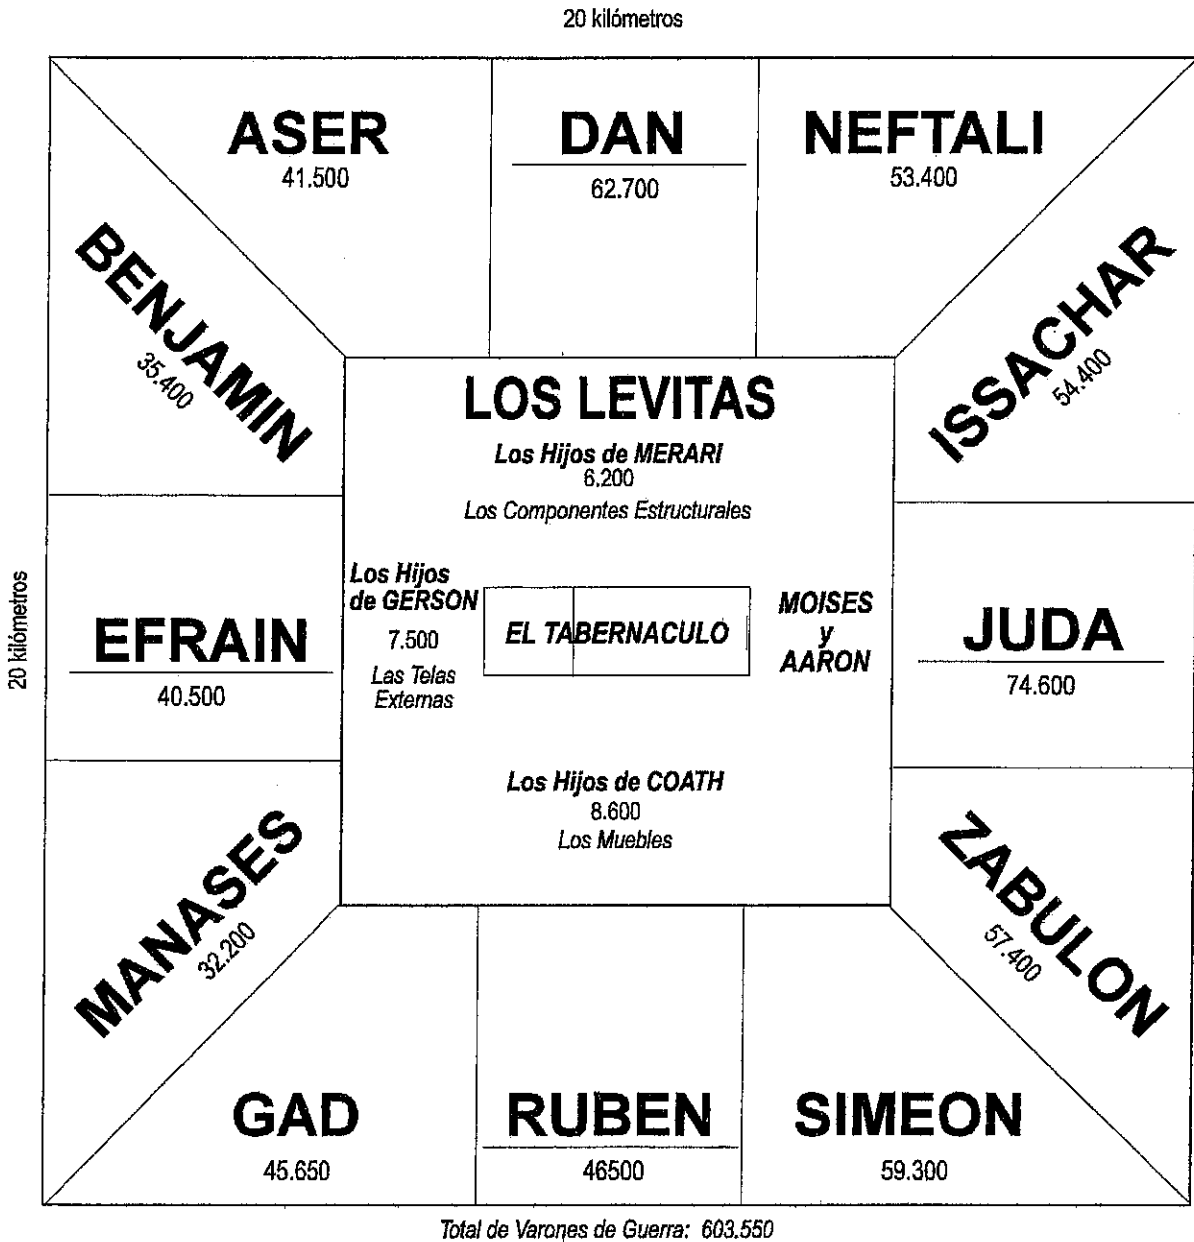 20 kilómetros
ASER
41.500
DAN
62.700
NEFTALI
53.400
BENJAMIN
35.400
ISSACHAR
54.400
LOS LEVITAS
Los Hijos de MERARI
6.200
Los Componentes Estructurales
20 kilómetros
EFRAIN
40.500
Los Hijos
de GERSON
7.500
Las Telas
Externas
EL TABERNACULO
MOISES
y
AARON
JUDA
74.600
Los Hijos de COATH
8.600
Los Muebles
MANASES
32.200
ZABULON
57.400
GAD
45.650
RUBEN
46500
SIMEON
59.300
Total de Varones de Guerra: 603.550